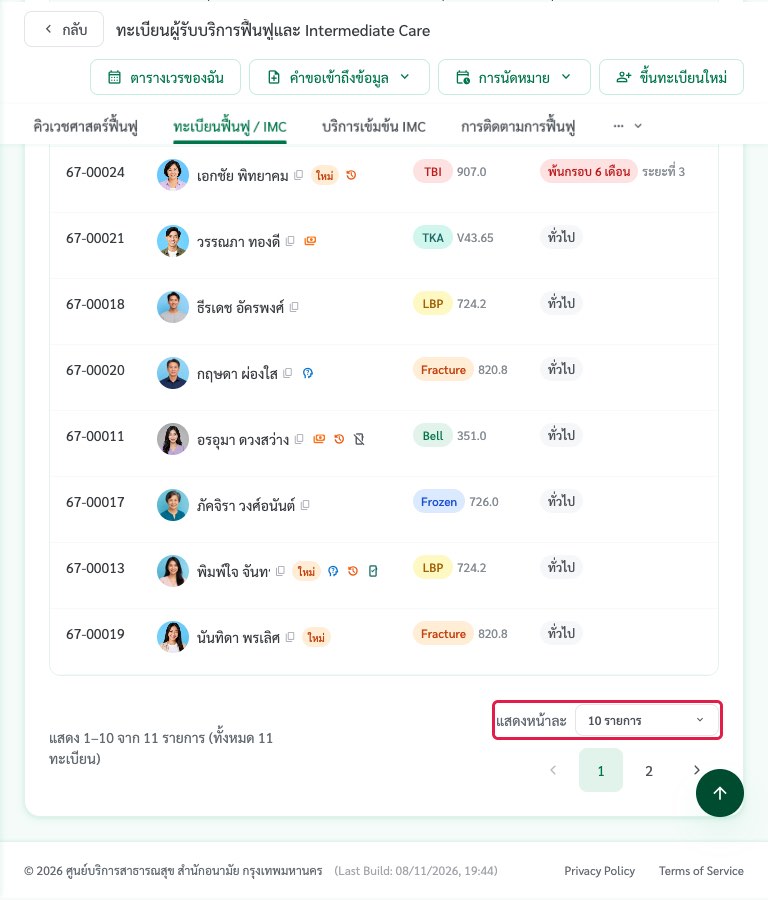 กลับ
ทะเบียนผู้รับบริการฟื้นฟูและ Intermediate Care
ตารางเวรของฉัน
คำขอเข้าถึงข้อมูล
การนัดหมาย
ขึ้นทะเบียนใหม่
คิวเวชศาสตร์ฟื้นฟู
ทะเบียนฟื้นฟู / IMC
บริการเข้มข้น IMC
การติดตามการฟื้นฟู
67-00024 เอกชัย พิทยาคม ใหม่ TBI 907.0 พ้นกรอบ 6 เดือน ระยะที่ 3
67-00021 วรรณภา ทองดี TKA V43.65 ทั่วไป
67-00018 ธีรเดช อัครพงศ์ LBP 724.2 ทั่วไป
67-00020 กฤษดา ผ่องใส Fracture 820.8 ทั่วไป
67-00011 อรอุมา ดวงสว่าง Bell 351.0 ทั่วไป
67-00017 ภัคจิรา วงศ์อนันต์ Frozen 726.0 ทั่วไป
67-00013 พิมพ์ใจ จันท ใหม่ LBP 724.2 ทั่วไป
67-00019 นันทิดา พรเลิศ ใหม่ Fracture 820.8 ทั่วไป
แสดงหน้าละ 10 รายการ
แสดง 1–10 จาก 11 รายการ (ทั้งหมด 11
ทะเบียน)
1 2
© 2026 ศูนย์บริการสาธารณสุข สำนักอนามัย กรุงเทพมหานคร (Last Build: 08/11/2026, 19:44) Privacy Policy Terms of Service